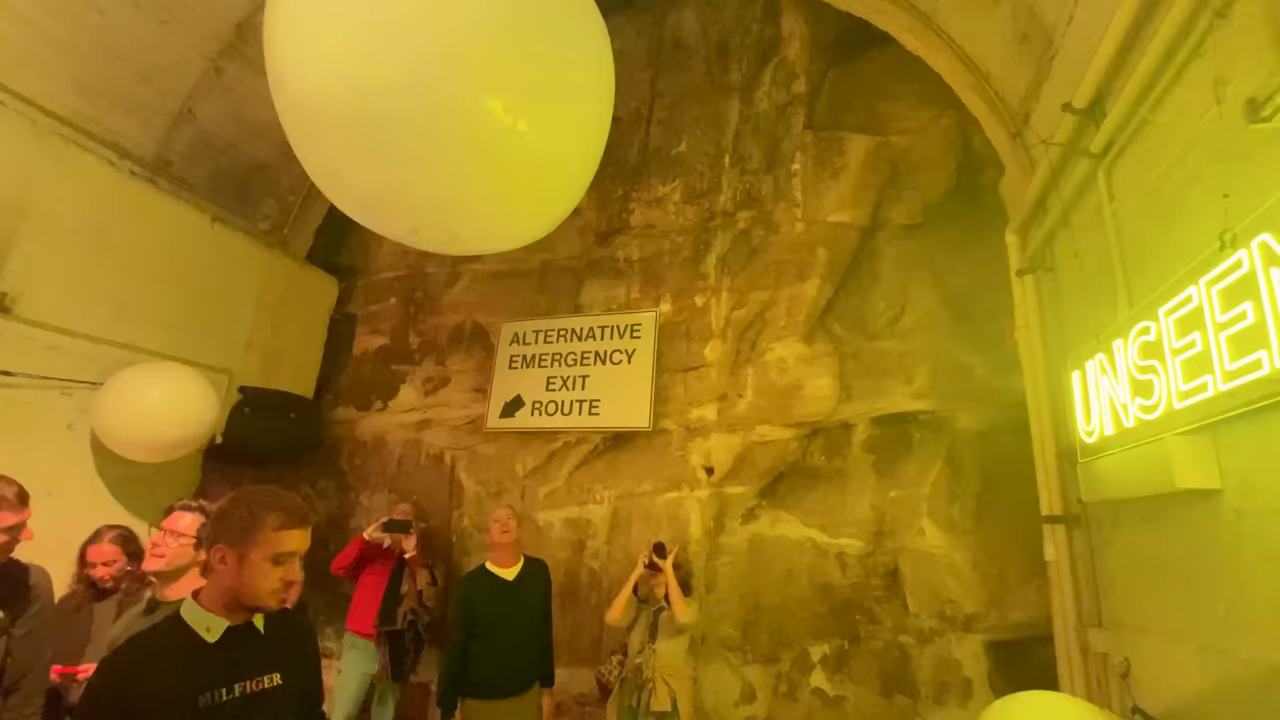 ALTERNATIVE
EMERGENCY
EXIT
ROUTE
UNSEEN
HILFIGER